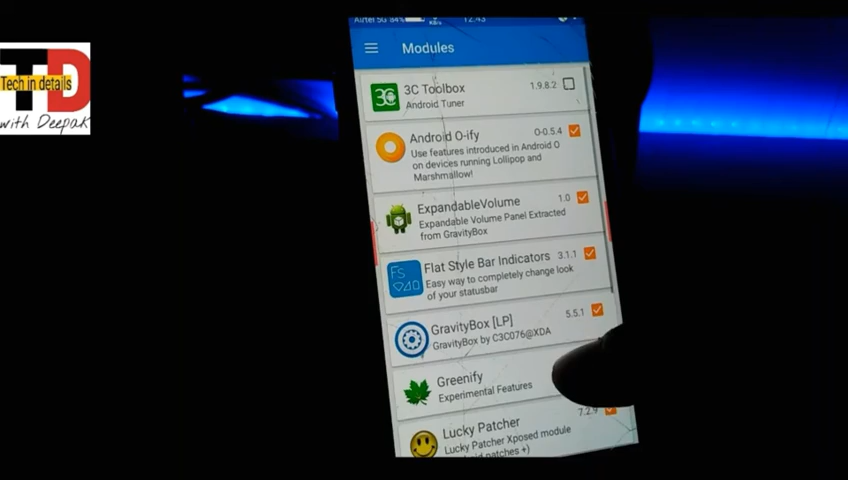 Airtel 5G 84%
KB/s
12:43
Tech in details
TD
with Deepak
Modules
3C Toolbox
1.9.8.2
Android Tuner
Android O-ify
O-0.5.4
Use features introduced in Android O
on devices running Lollipop and
Marshmallow!
ExpandableVolume
1.0
Expandable Volume Panel Extracted
from GravityBox
Flat Style Bar Indicators
3.1.1
Easy way to completely change look
of your statusbar
GravityBox [LP]
5.5.1
GravityBox by C3C076@XDA
Greenify
Experimental Features
Lucky Patcher
7.2.9
Lucky Patcher Xposed module
patches +)